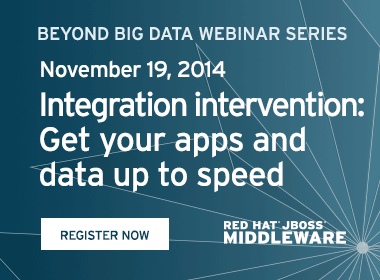 BEYOND BIG DATA WEBINAR SERIES
November 19, 2014
Integration intervention:
Get your apps and
data up to speed
REGISTER NOW
RED HAT® JBOSS®
MIDDLEWARE